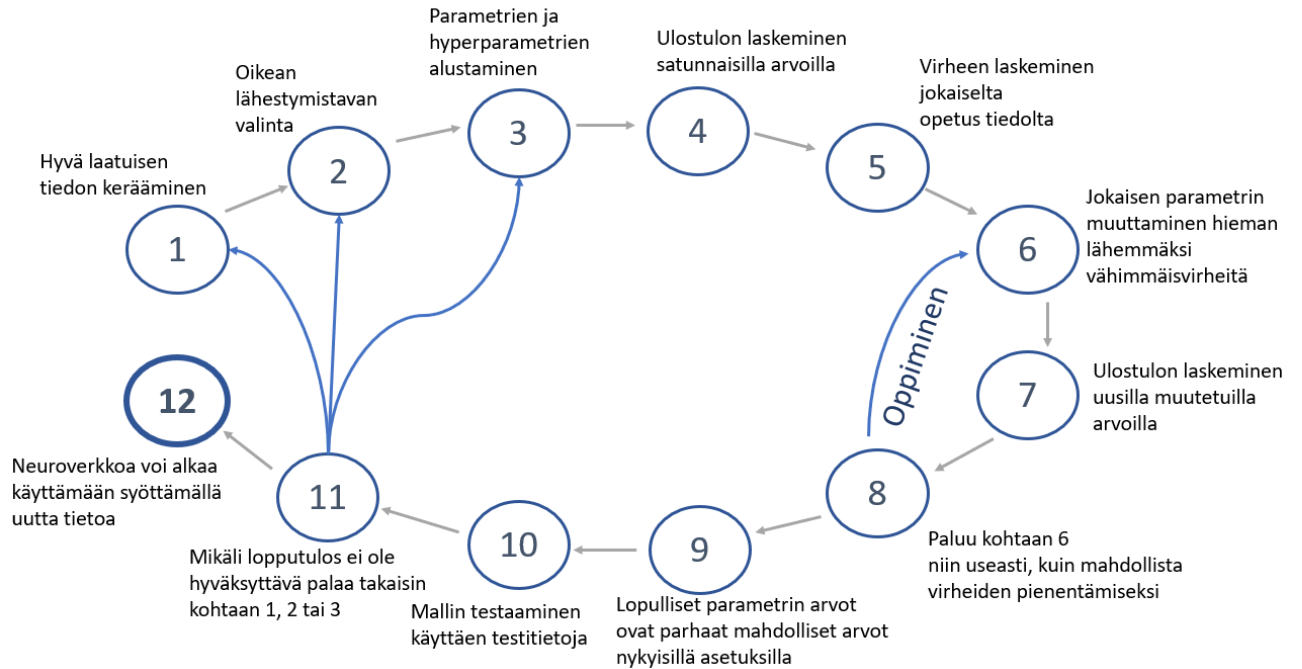 Hyvä laatuisen
tiedon kerääminen
1
Oikean
lähestymistavan
valinta
2
Parametrien ja
hyperparametrien
alustaminen
3
Ulostulon laskeminen
satunnaisilla arvoilla
4
Virheen laskeminen
jokaiselta
opetus tiedolta
5
Jokaisen parametrin
muuttaminen hieman
lähemmäksi
vähimmäisvirheitä
6
Ulostulon laskeminen
uusilla muutetuilla
arvoilla
7
Oppiminen
8
Paluu kohtaan 6
niin useasti, kuin mahdollista
virheiden pienentämiseksi
9
Lopulliset parametrin arvot
ovat parhaat mahdolliset arvot
nykyisillä asetuksilla
10
Mallin testaaminen
käyttäen testitietoja
11
Mikäli lopputulos ei ole
hyväksyttävä palaa takaisin
kohtaan 1, 2 tai 3
12
Neuroverkkoa voi alkaa
käyttämään syöttämällä
uutta tietoa